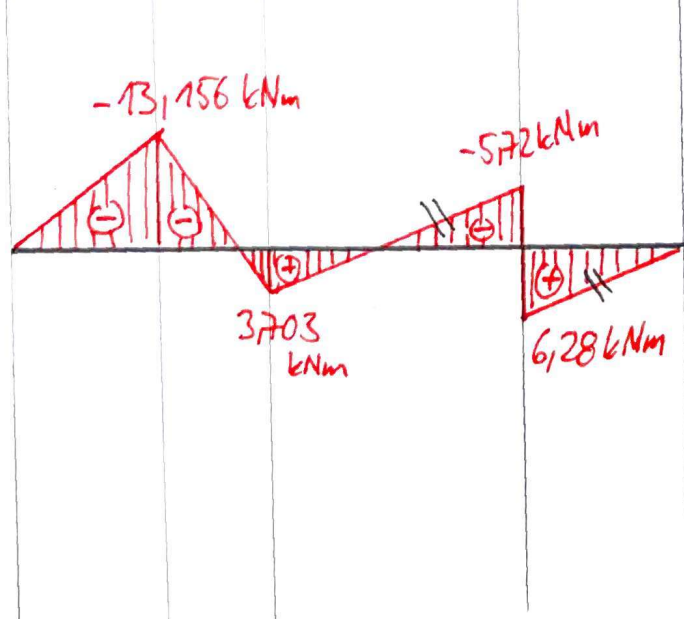 -13,156 kNm
-5,72 kNm
⊖ ⊖ ⊖
⊕ ⊕
3,703
kNm
6,28 kNm